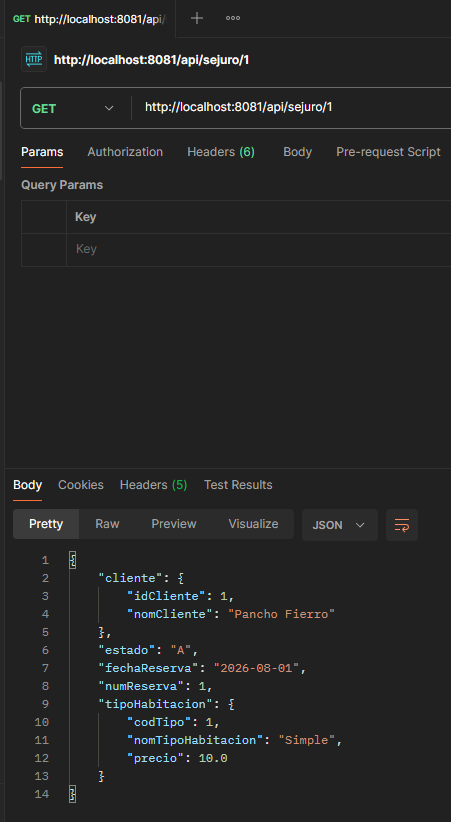 GET http://localhost:8081/api/
HTTP http://localhost:8081/api/sejuro/1
GET http://localhost:8081/api/sejuro/1
Params Authorization Headers (6) Body Pre-request Script
Query Params
Key
Key
Body Cookies Headers (5) Test Results
Pretty Raw Preview Visualize JSON
1 {
2 "cliente": {
3 "idCliente": 1,
4 "nomCliente": "Pancho Fierro"
5 },
6 "estado": "A",
7 "fechaReserva": "2026-08-01",
8 "numReserva": 1,
9 "tipoHabitacion": {
10 "codTipo": 1,
11 "nomTipoHabitacion": "Simple",
12 "precio": 10.0
13 }
14 }